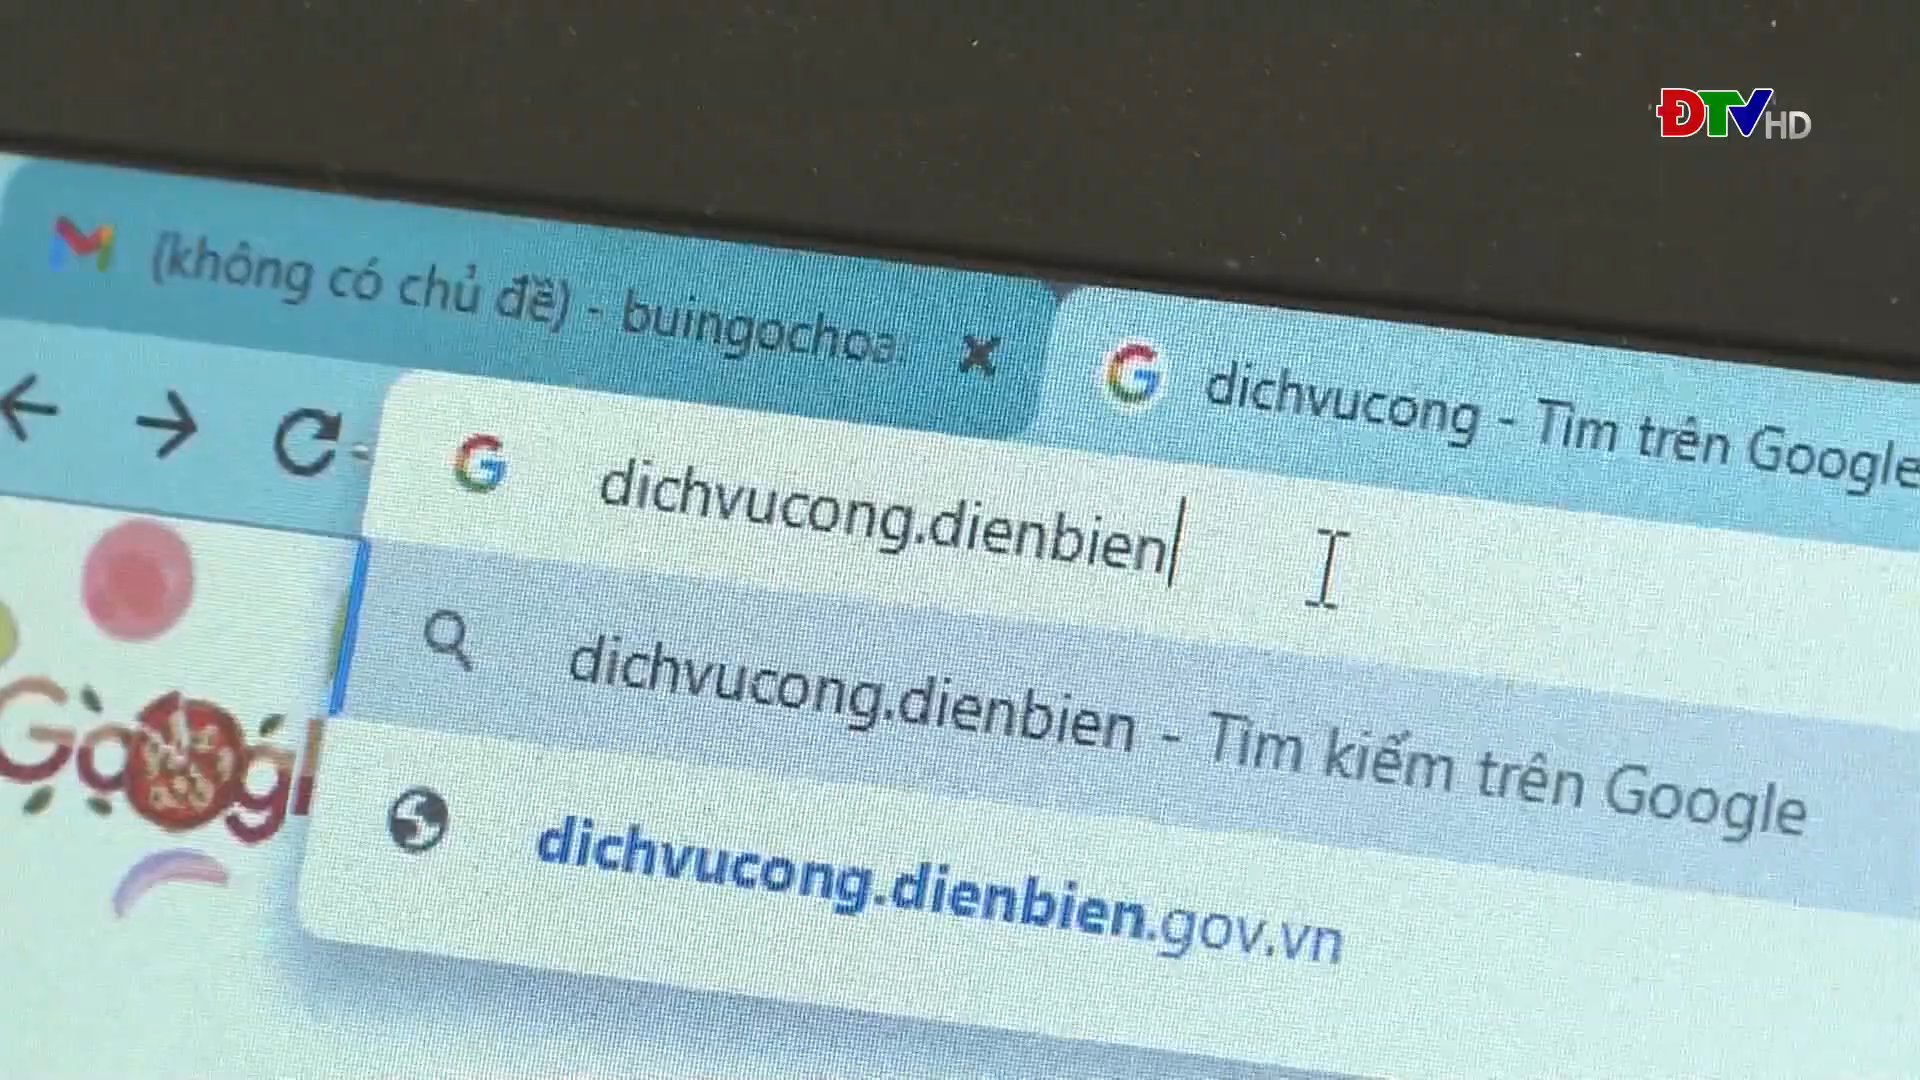 ĐTV HD
(không có chủ đề) - buingochoa.
dichvucong - Tìm trên Google
dichvucong.dienbien
dichvucong.dienbien - Tìm kiếm trên Google
Googl
dichvucong.dienbien.gov.vn